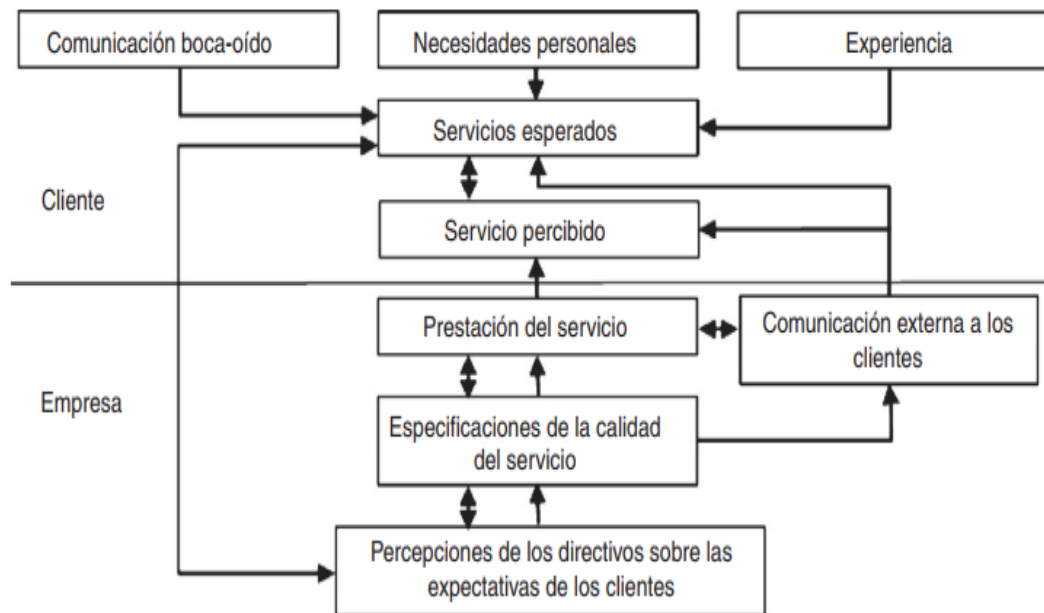 Comunicación boca-oído
Necesidades personales
Experiencia
Servicios esperados
Cliente
Servicio percibido
Prestación del servicio
Comunicación externa a los
clientes
Empresa
Especificaciones de la calidad
del servicio
Percepciones de los directivos sobre las
expectativas de los clientes